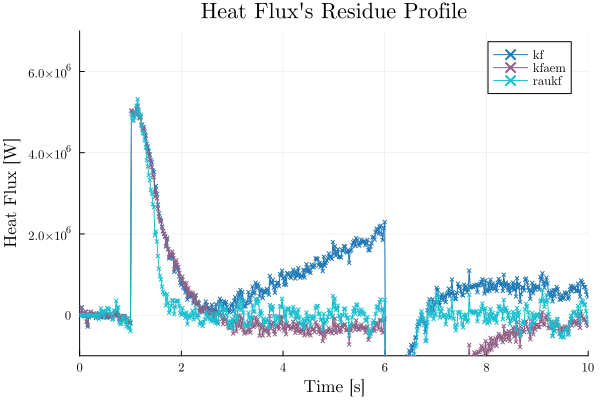 Heat Flux's Residue Profile
kf
kfaem
raukf
6.0×10⁶
4.0×10⁶
2.0×10⁶
0
Heat Flux [W]
0 2 4 6 8 10
Time [s]